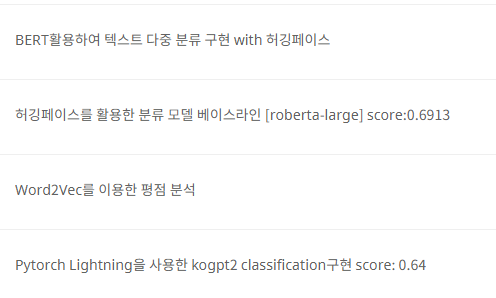 BERT활용하여 텍스트 다중 분류 구현 with 허깅페이스
허깅페이스를 활용한 분류 모델 베이스라인 [roberta-large] score:0.6913
Word2Vec를 이용한 평점 분석
Pytorch Lightning을 사용한 kogpt2 classification구현 score: 0.64